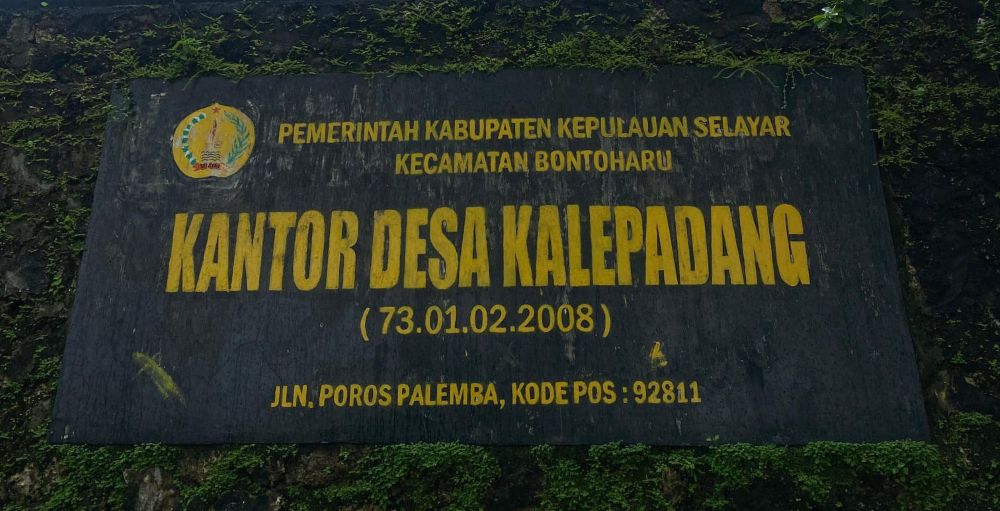 PEMERINTAH KABUPATEN KEPULAUAN SELAYAR
KECAMATAN BONTOHARU
KANTOR DESA KALEPADANG
(73.01.02.2008)
JLN. POROS PALEMBA, KODE POS : 92811